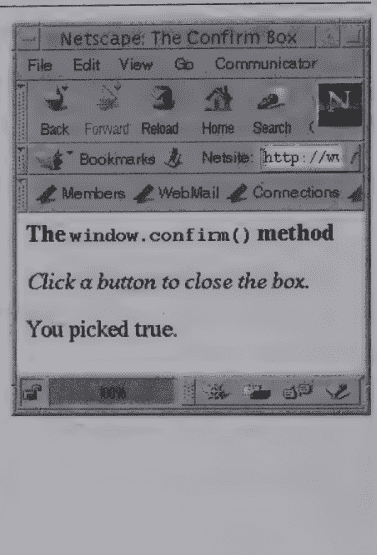 Netscape: The Confirm Box
File Edit View Go Communicator
N
Back Forward Reload Home Search
Bookmarks Netsite: http://w
Members WebMail Connections
The window.confirm() method
Click a button to close the box.
You picked true.
100%